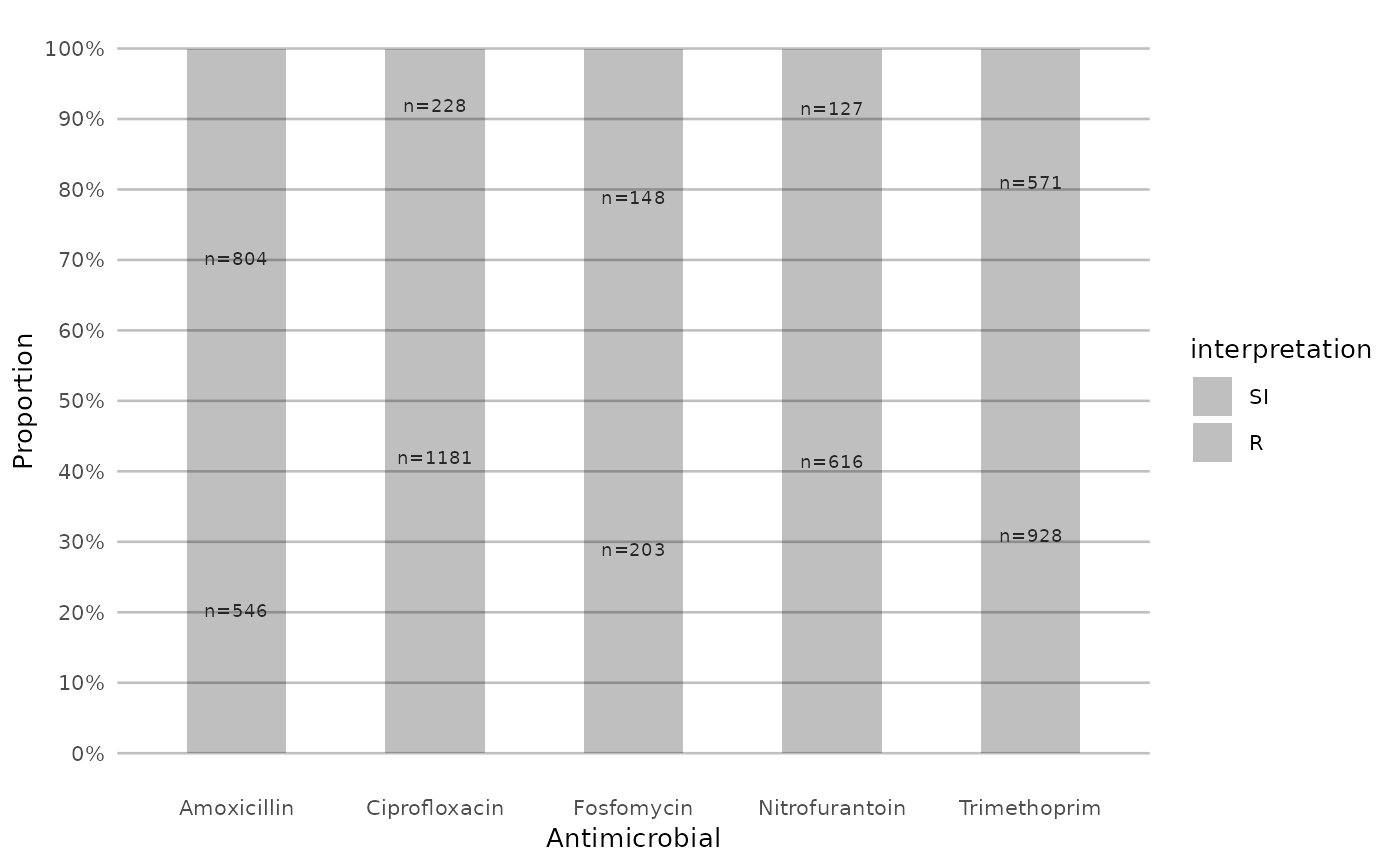 100%
90%
80%
70%
60%
50%
40%
30%
20%
10%
0%
Proportion
n=804
n=546
n=228
n=1181
n=148
n=203
n=127
n=616
n=571
n=928
Amoxicillin
Ciprofloxacin
Fosfomycin
Nitrofurantoin
Trimethoprim
Antimicrobial
interpretation
SI
R